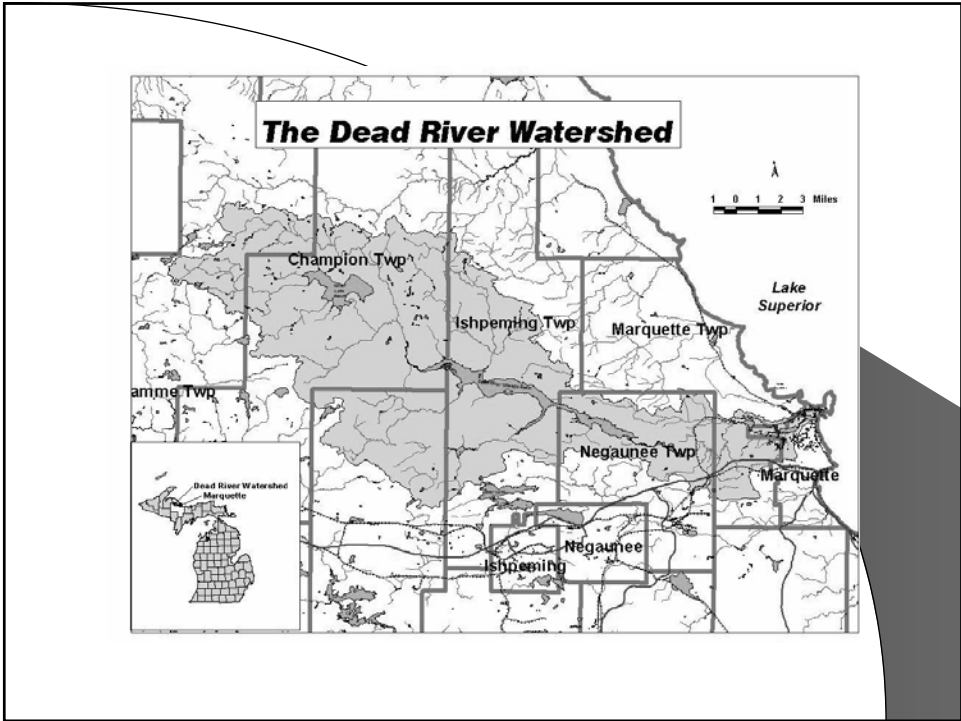 The Dead River Watershed
1 0 1 2 3 Miles
Champion Twp
Lake
Superior
Ishpeming Twp
Marquette Twp
amme Twp
Negaunee Twp
Marquette
Dead River Watershed
Marquette
Negaunee
Ishpeming